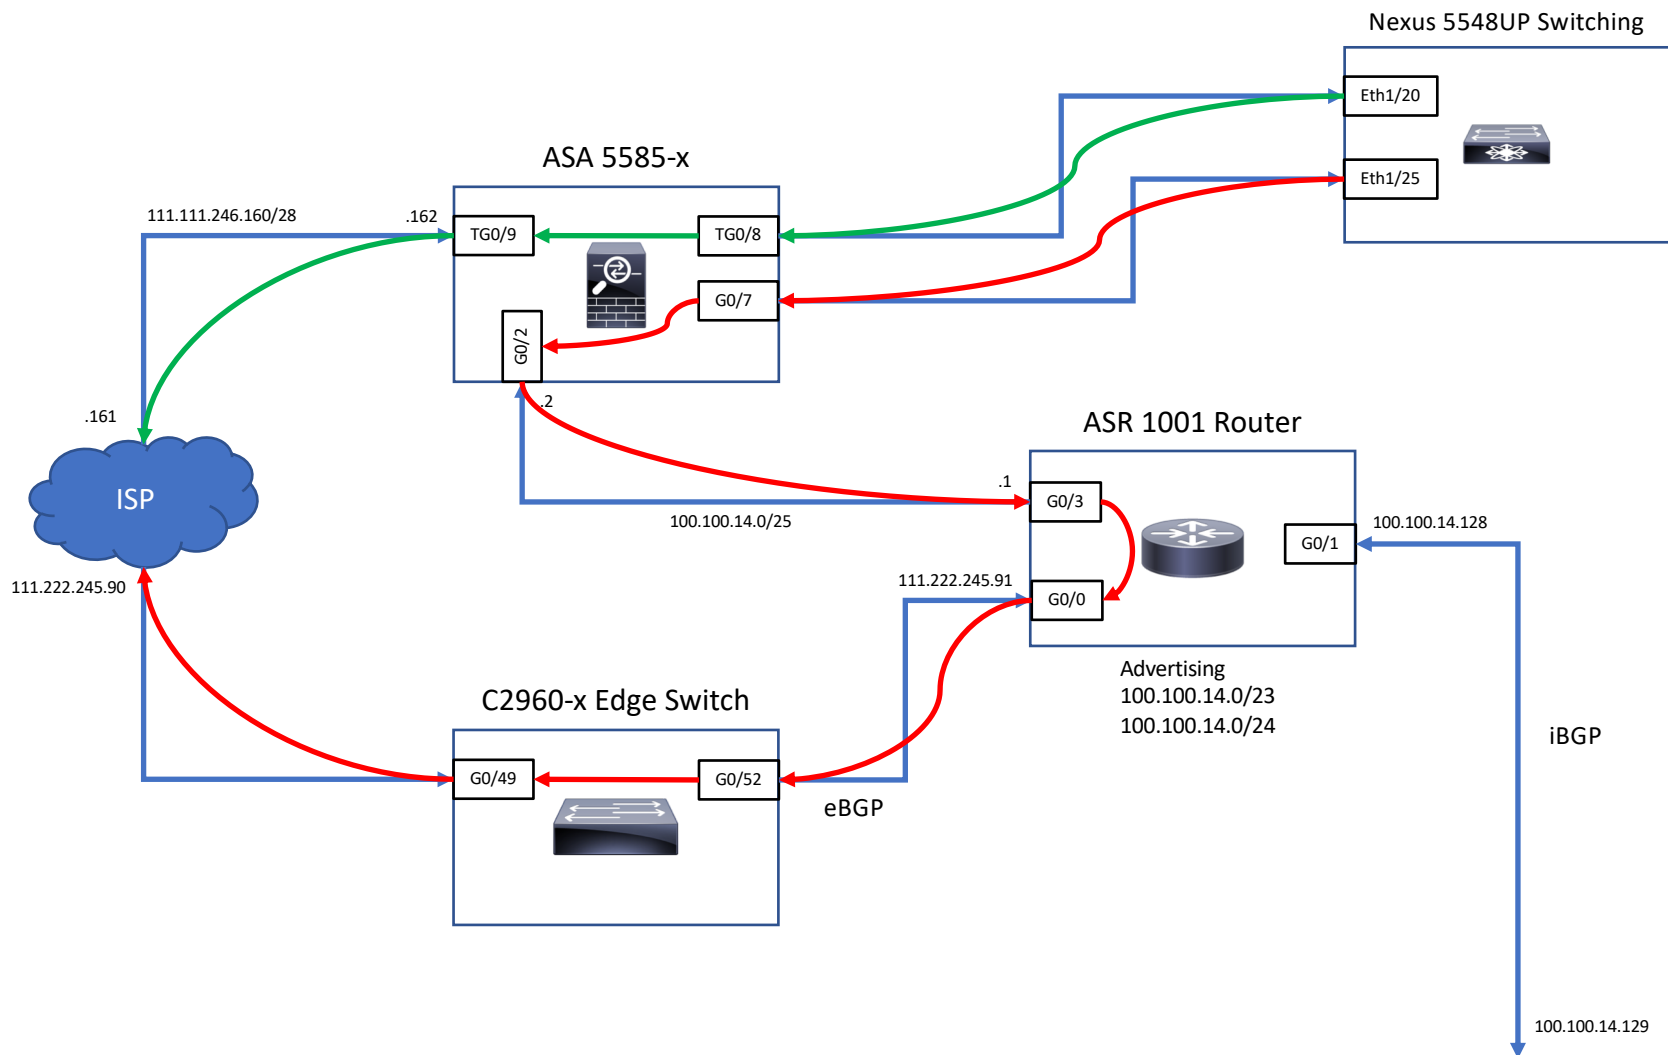 Nexus 5548UP Switching
Eth1/20
Eth1/25
ASA 5585-x
111.111.246.160/28
.162
TG0/9
TG0/8
G0/7
G0/2
.2
.161
ISP
111.222.245.90
ASR 1001 Router
.1
G0/3
100.100.14.0/25
G0/1
100.100.14.128
111.222.245.91
G0/0
Advertising
100.100.14.0/23
100.100.14.0/24
C2960-x Edge Switch
G0/49
G0/52
eBGP
iBGP
100.100.14.129